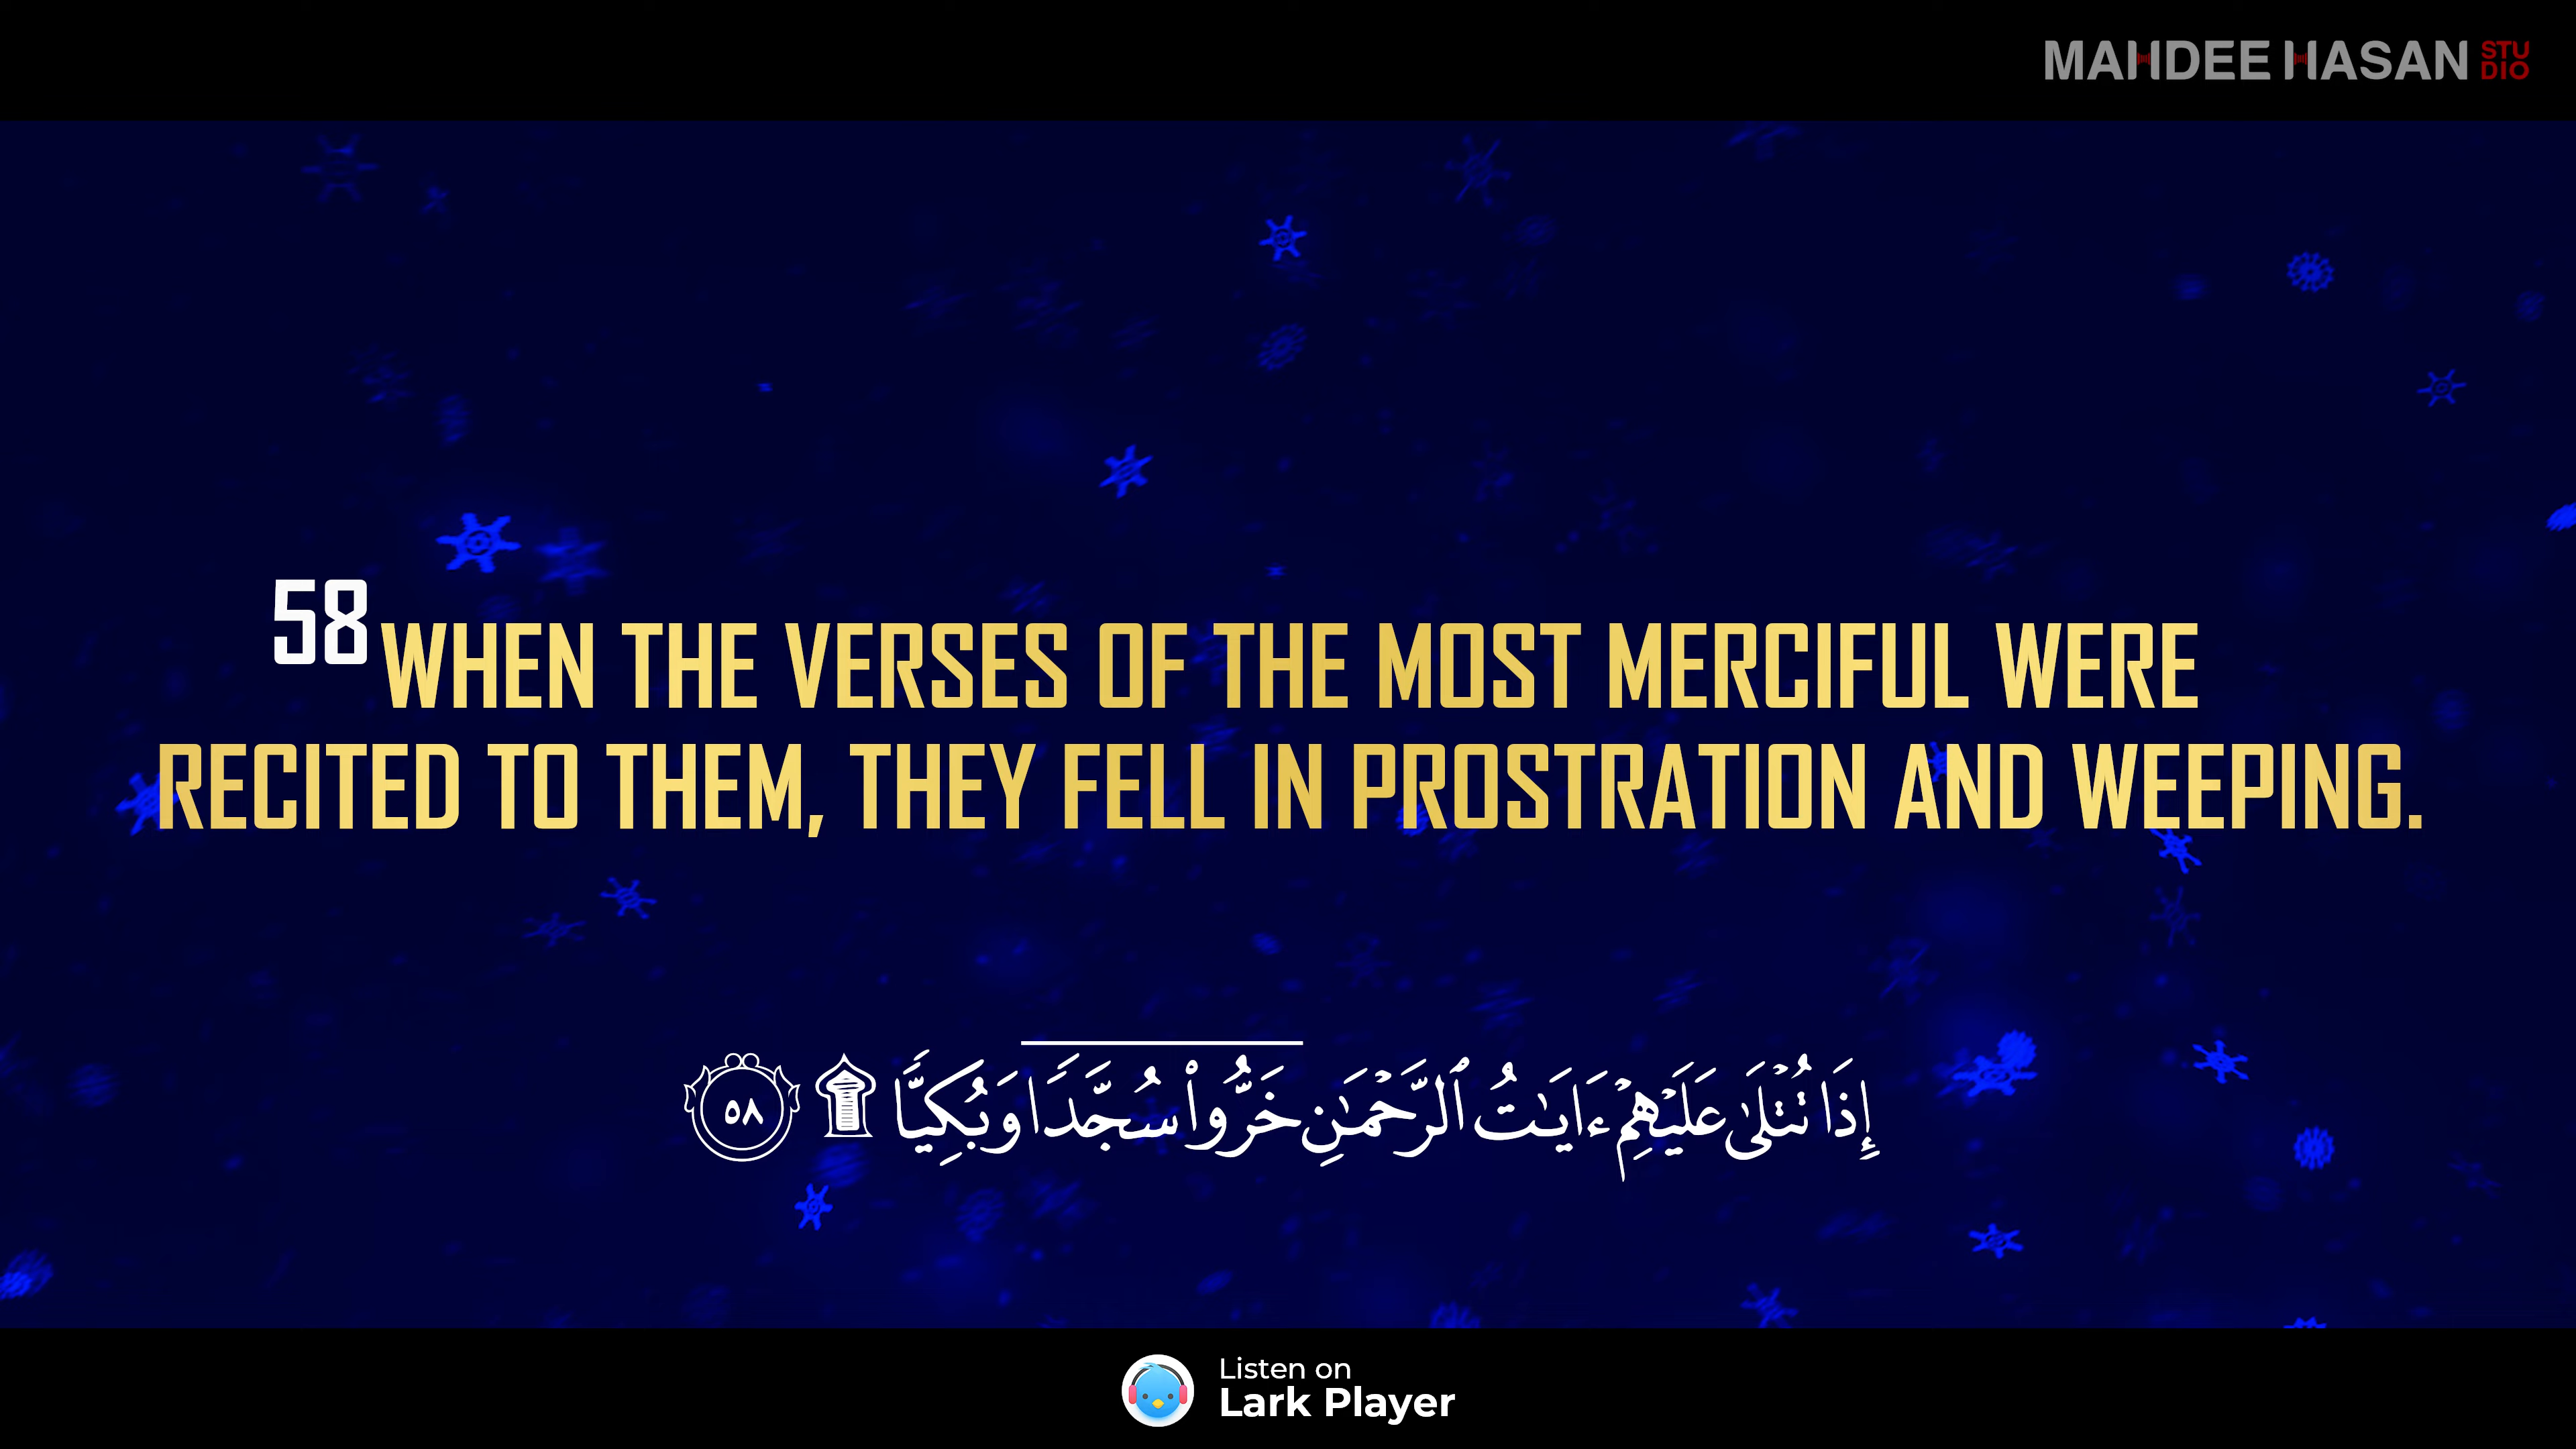 MAHDEE HASAN STUDIO
58 WHEN THE VERSES OF THE MOST MERCIFUL WERE
RECITED TO THEM, THEY FELL IN PROSTRATION AND WEEPING.
إِذَا تُتْلَىٰ عَلَيْهِمْ ءَايَـٰتُ ٱلرَّحْمَـٰنِ خَرُّوا۟ سُجَّدًا وَبُكِيًّا ۩ ٥٨
Listen on
Lark Player